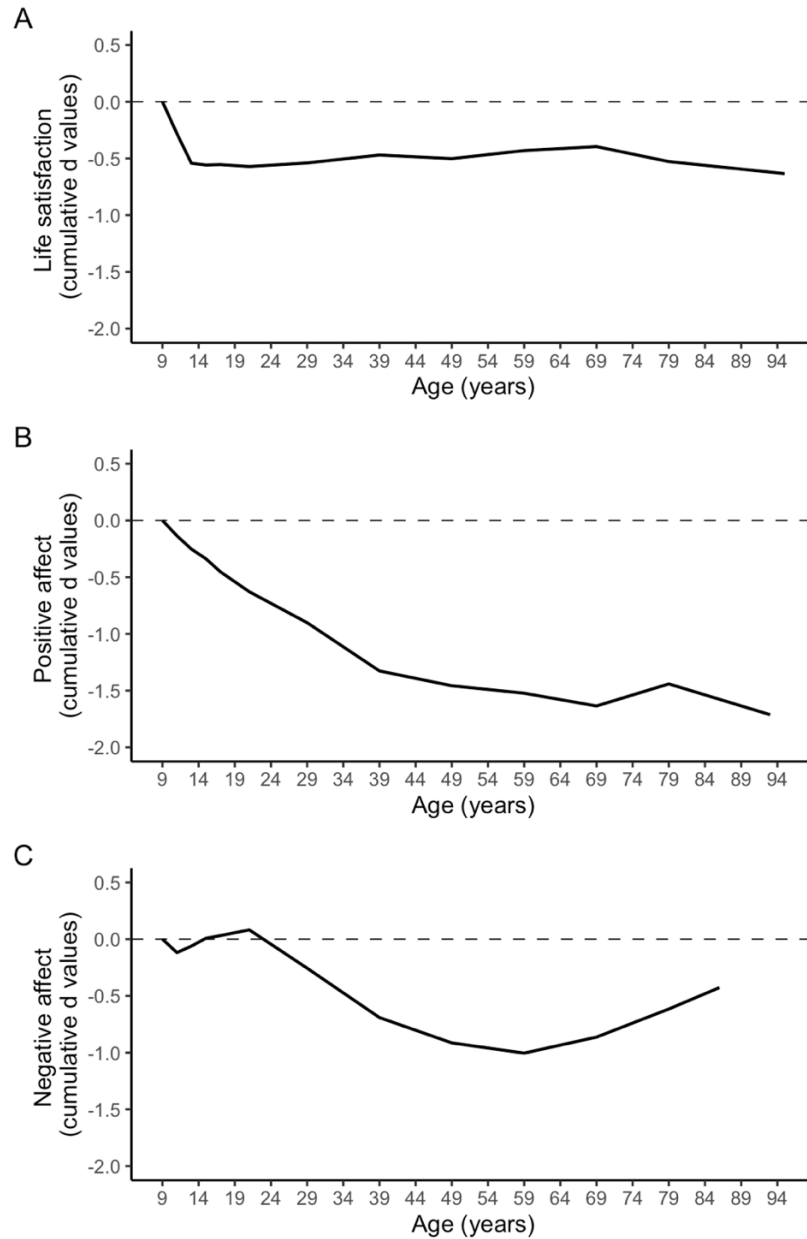 A
Life satisfaction
(cumulative d values)
0.5
0.0
-0.5
-1.0
-1.5
-2.0
9 14 19 24 29 34 39 44 49 54 59 64 69 74 79 84 89 94
Age (years)
B
Positive affect
(cumulative d values)
0.5
0.0
-0.5
-1.0
-1.5
-2.0
9 14 19 24 29 34 39 44 49 54 59 64 69 74 79 84 89 94
Age (years)
C
Negative affect
(cumulative d values)
0.5
0.0
-0.5
-1.0
-1.5
-2.0
9 14 19 24 29 34 39 44 49 54 59 64 69 74 79 84 89 94
Age (years)